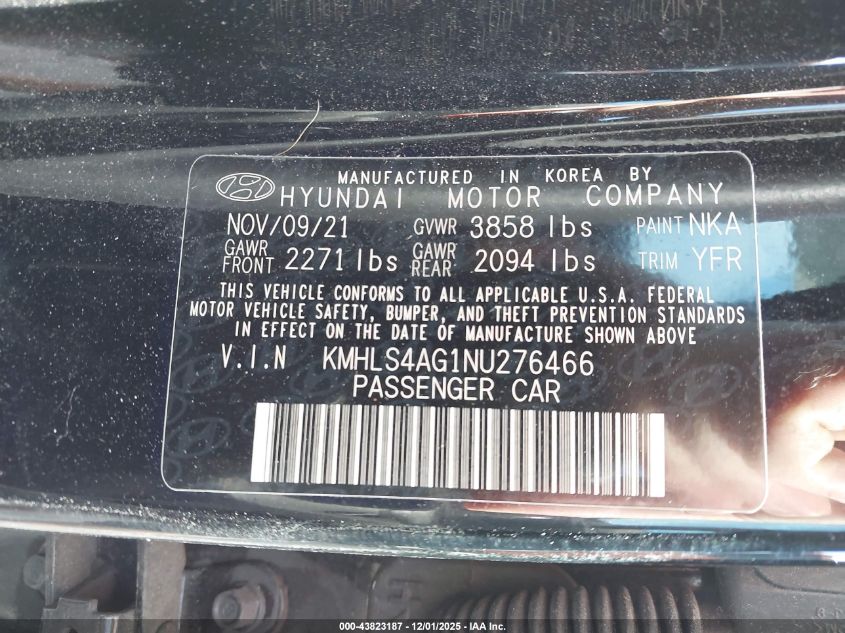 MANUFACTURED IN KOREA BY
HYUNDAI MOTOR COMPANY
NOV/09/21 GVWR 3858 lbs PAINT NKA
GAWR FRONT 2271 lbs GAWR REAR 2094 lbs TRIM YFR
THIS VEHICLE CONFORMS TO ALL APPLICABLE U.S.A. FEDERAL
MOTOR VEHICLE SAFETY, BUMPER, AND THEFT PREVENTION STANDARDS
IN EFFECT ON THE DATE OF MANUFACTURE SHOWN ABOVE
V.I.N KMHLS4AG1NU276466
PASSENGER CAR
000-43823187 - 12/01/2025 - IAA Inc.